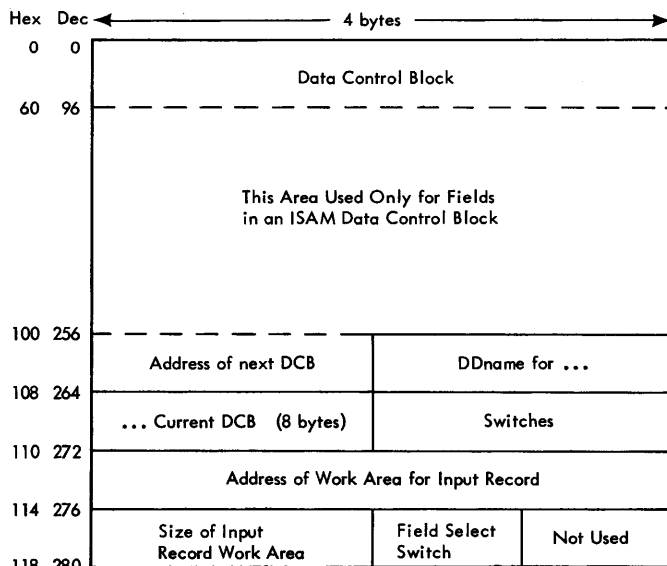 Hex Dec 4 bytes
0 0
Data Control Block
60 96
This Area Used Only for Fields
in an ISAM Data Control Block
100 256
Address of next DCB DDname for ...
108 264
... Current DCB (8 bytes) Switches
110 272
Address of Work Area for Input Record
114 276
Size of Input Field Select Not Used
Record Work Area Switch
118 280